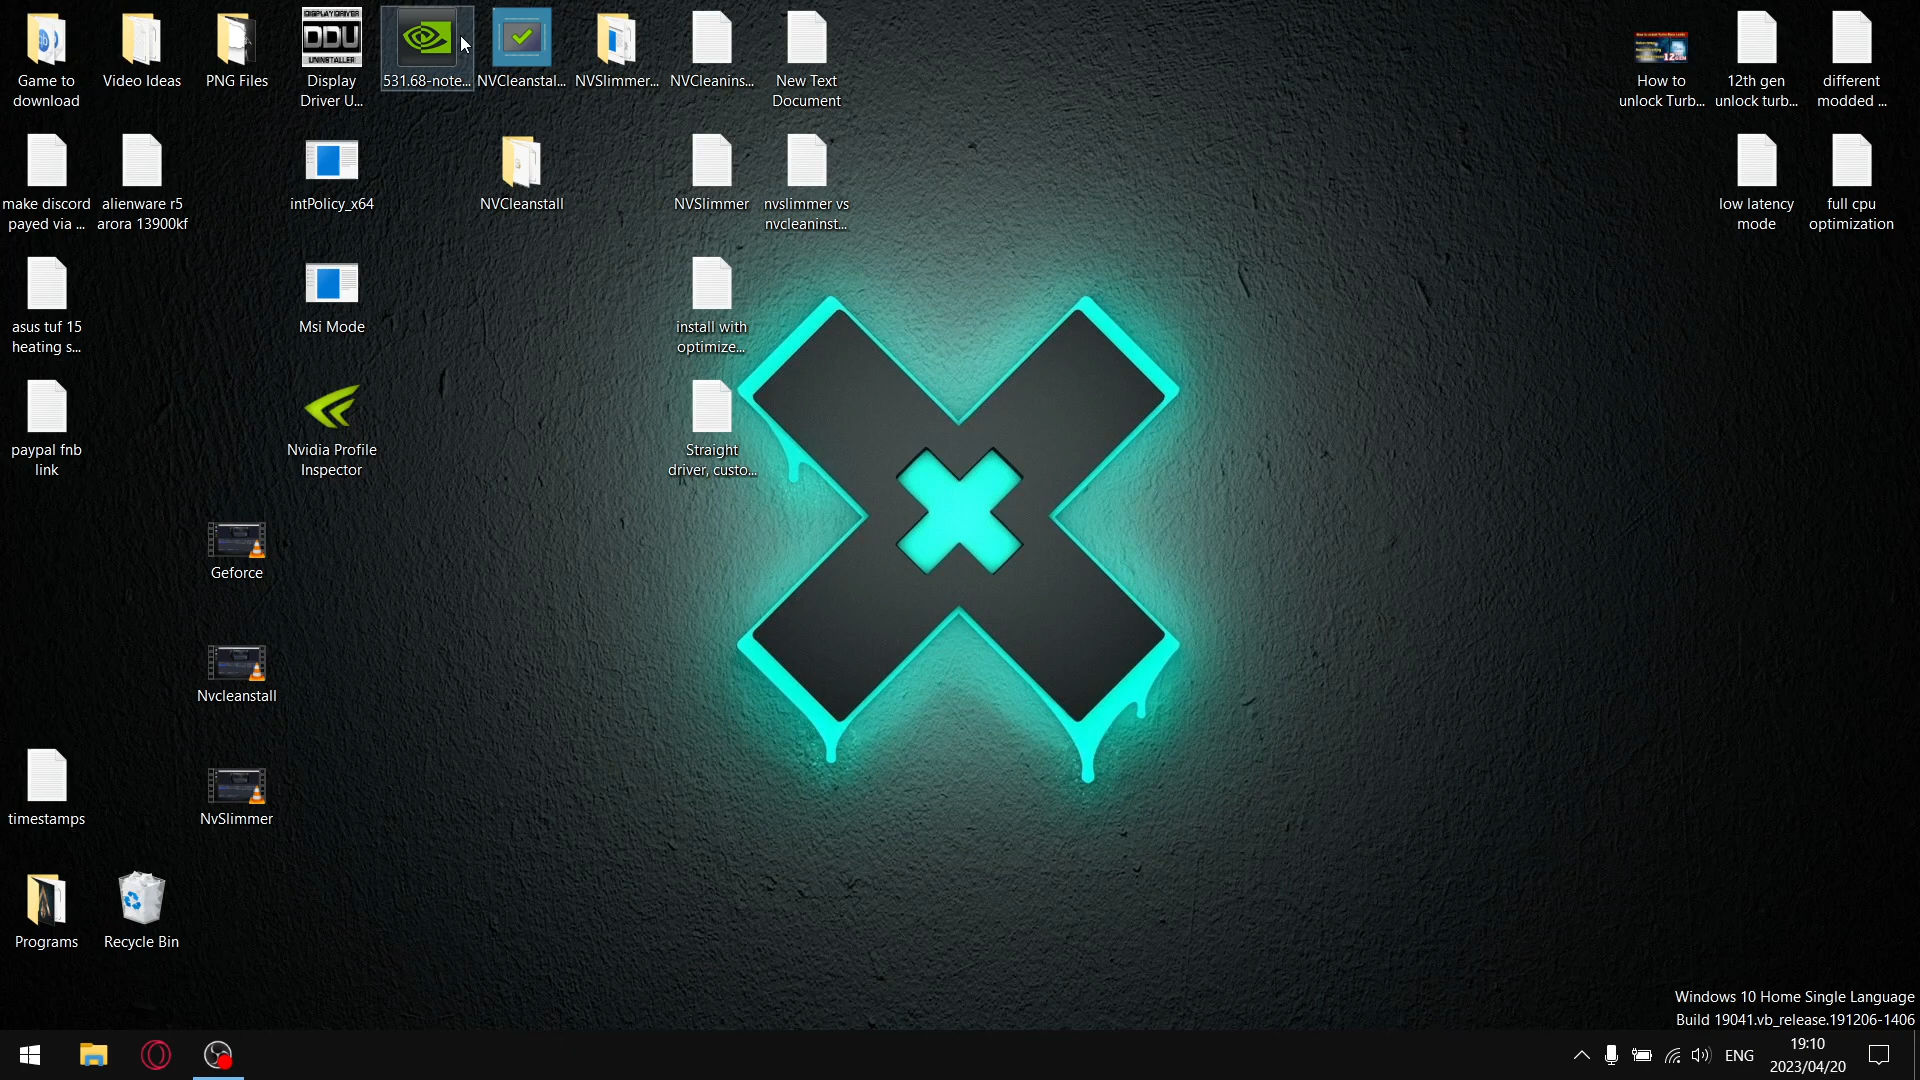 Game to
download
Video Ideas
PNG Files
DISPLAY DRIVER
DDU
UNINSTALLER
Display
Driver U...
531.68-note...
NVCleanstal...
NVSlimmer...
NVCleanins...
New Text
Document
How to
unlock Turb...
12th gen
unlock turb...
different
modded ...
make discord
payed via ...
alienware r5
arora 13900kf
intPolicy_x64
NVCleanstall
NVSlimmer
nvslimmer vs
nvcleaninst...
low latency
mode
full cpu
optimization
asus tuf 15
heating s...
Msi Mode
install with
optimize...
paypal fnb
link
Nvidia Profile
Inspector
Straight
driver, custo...
Geforce
Nvcleanstall
timestamps
NvSlimmer
Programs
Recycle Bin
Windows 10 Home Single Language
Build 19041.vb_release.191206-1406
ENG
19:10
2023/04/20